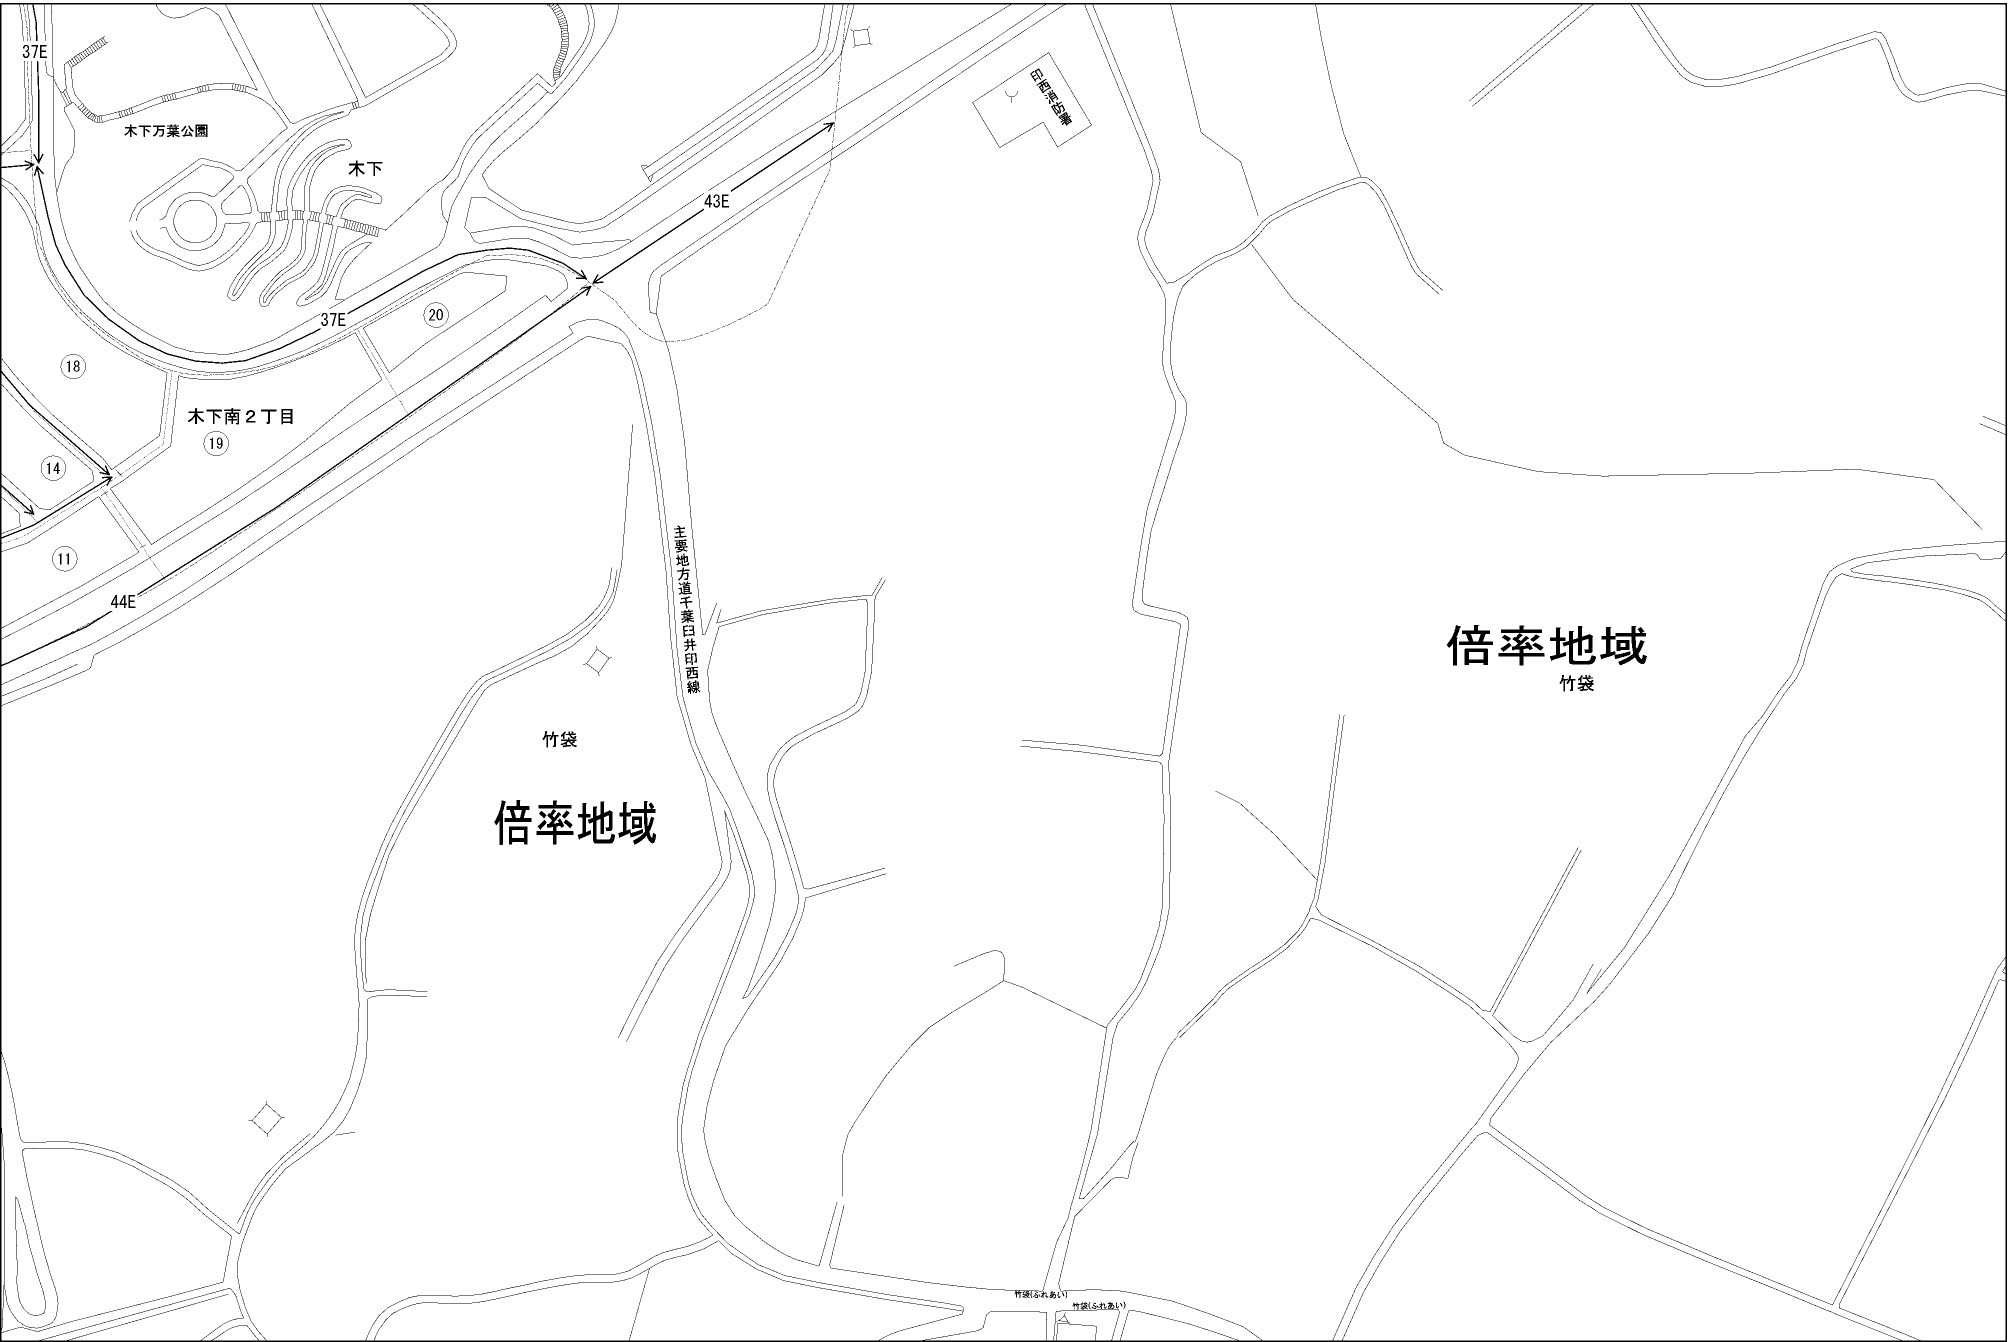 37E
印西消防署
木下万葉公園
木下
43E
37E
20
18
木下南２丁目
19
14
11
44E
主要地方道千葉臼井印西線
倍率地域
竹袋
竹袋
倍率地域
竹袋(ふれあい)
竹袋(ふれあい)